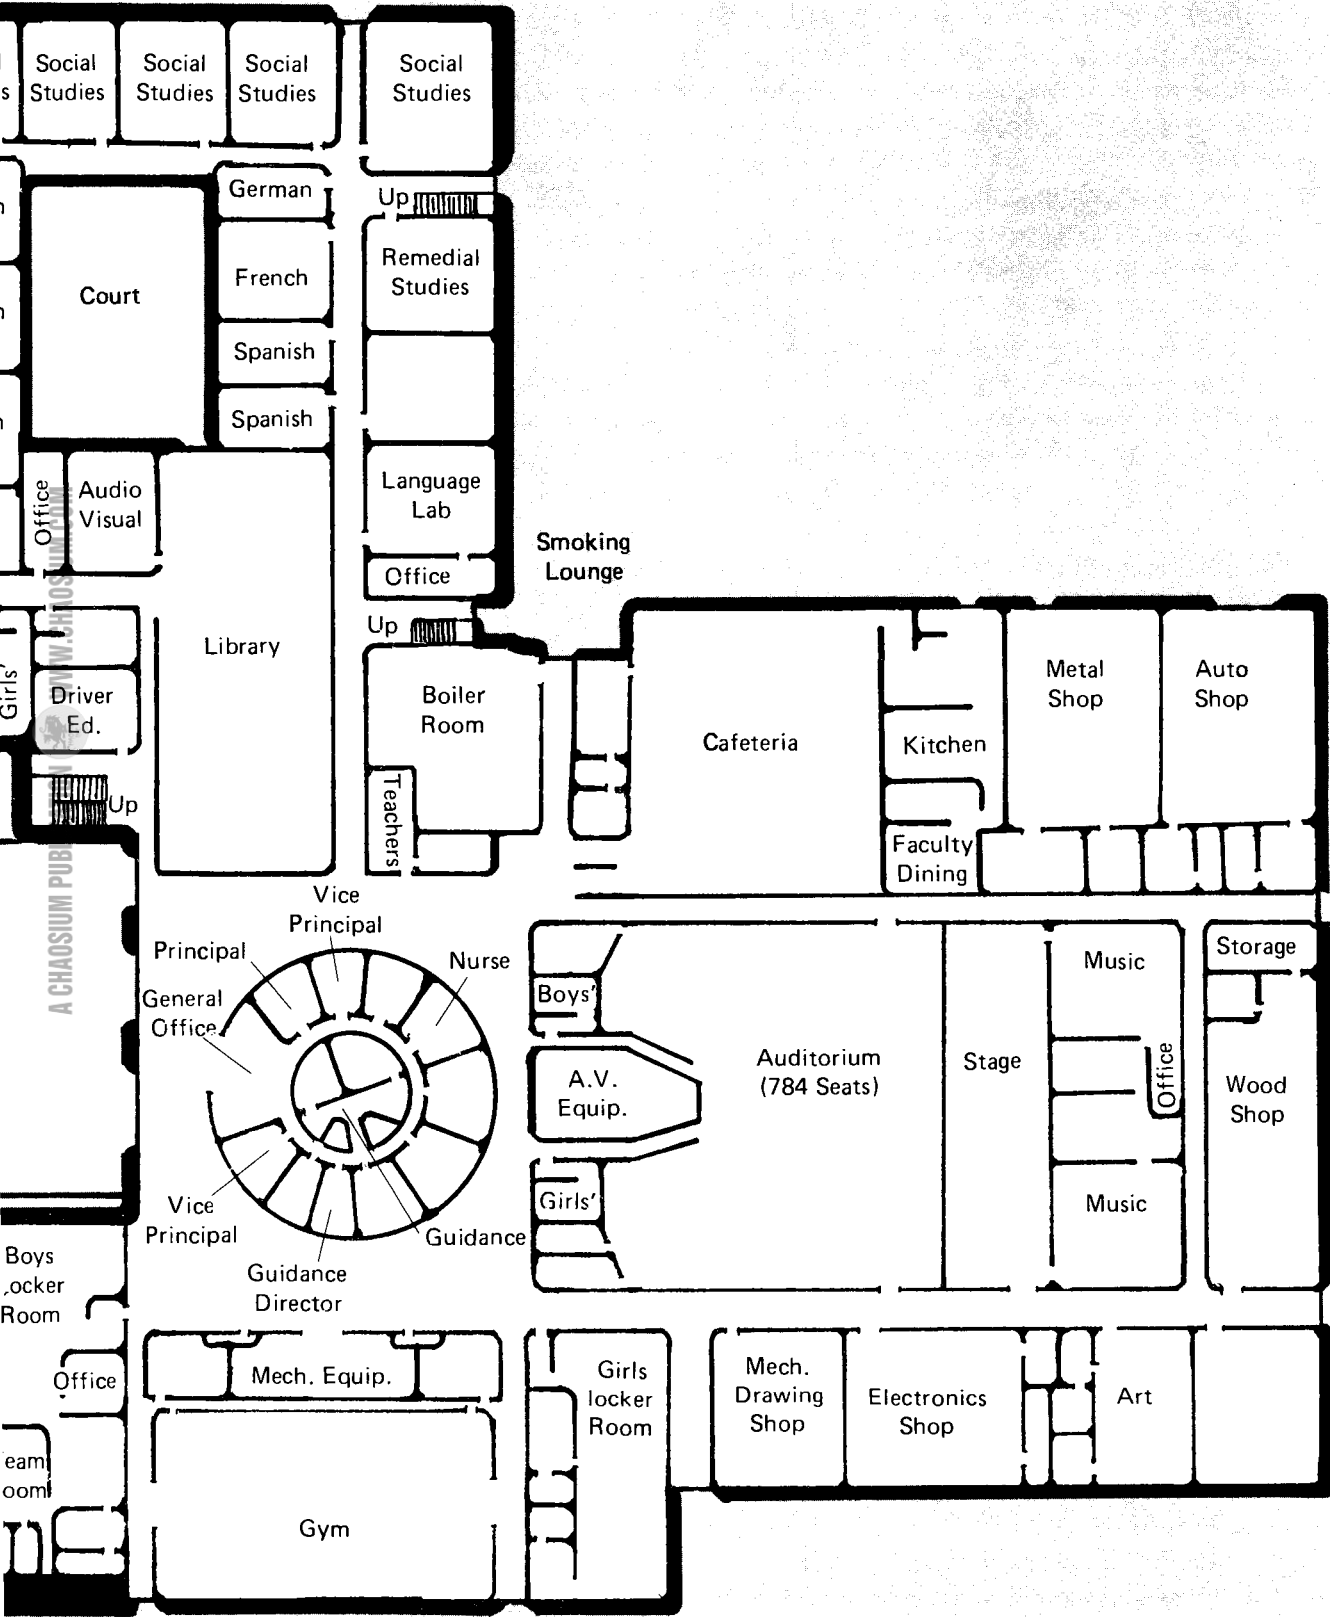 Social
Studies
Social
Studies
Social
Studies
Social
Studies
s
German
Up
French
Remedial
Studies
Court
Spanish
Spanish
Office
Audio
Visual
Language
Lab
Office
Smoking
Lounge
Up
Library
Girls'
Driver
Ed.
Up
Boiler
Room
Teachers
Cafeteria
Kitchen
Faculty
Dining
Metal
Shop
Auto
Shop
A CHAOSIUM PUBLICATION WWW.CHAOSIUM.COM
Vice
Principal
Principal
Nurse
General
Office
Vice
Principal
Guidance
Guidance
Director
Boys'
A.V.
Equip.
Girls'
Auditorium
(784 Seats)
Stage
Music
Office
Music
Storage
Wood
Shop
Boys
ocker
Room
Office
eam
oom
Mech. Equip.
Gym
Girls
locker
Room
Mech.
Drawing
Shop
Electronics
Shop
Art